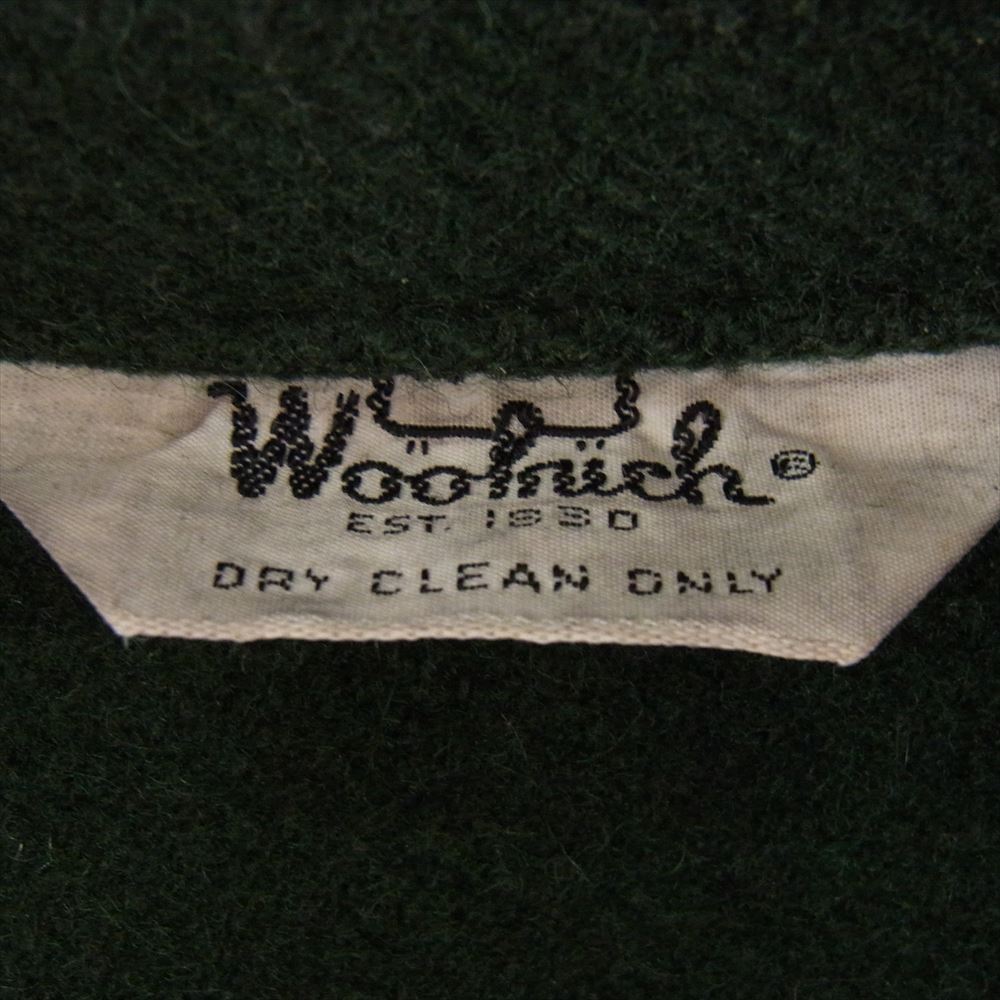 Woolrich ®
EST. 1830
DRY CLEAN ONLY